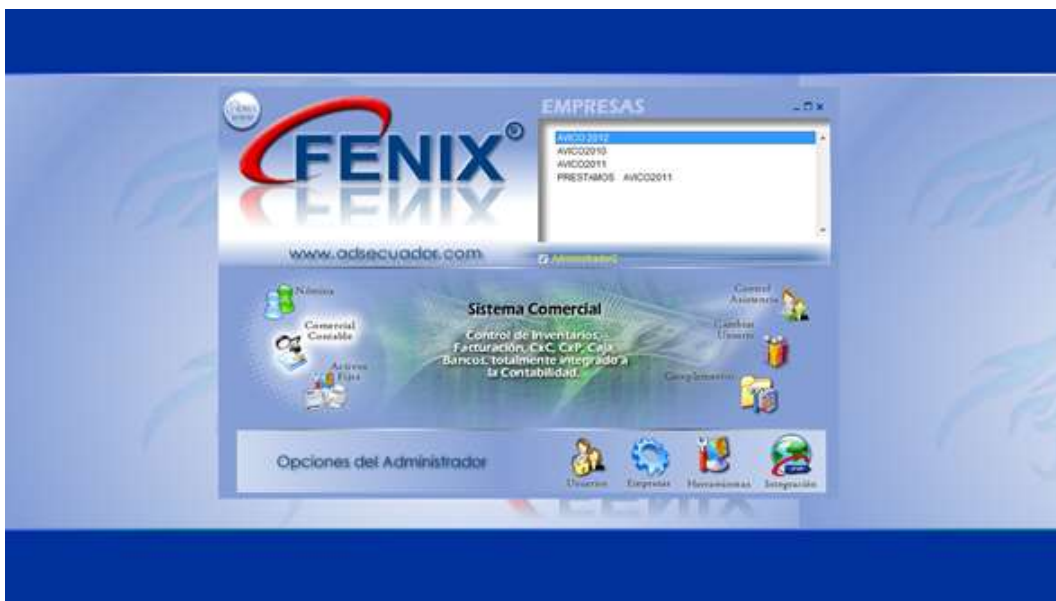 FENIX®
www.adsecuador.com
EMPRESAS
AVICO 2012
AVICO2010
AVICO2011
PRESTAMOS AVICO2011
Nómina
Comercial
Contable
Activos
Fijos
Sistema Comercial
Control de Inventarios,
Facturación, CxC, CxP, Caja,
Bancos, totalmente integrado a
la Contabilidad.
Control
Asistencia
Cambiar
Usuario
Complementos
Opciones del Administrador
Usuarios
Empresas
Herramientas
Integración